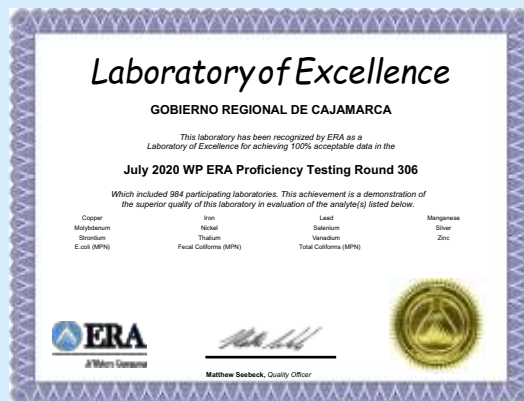 Laboratory of Excellence
GOBIERNO REGIONAL DE CAJAMARCA
This laboratory has been recognized by ERA as a
Laboratory of Excellence for achieving 100% acceptable data in the
July 2020 WP ERA Proficiency Testing Round 306
Which included 984 participating laboratories. This achievement is a demonstration of
the superior quality of this laboratory in evaluation of the analyte(s) listed below.
Copper Iron Lead Manganese
Molybdenum Nickel Selenium Silver
Strontium Thalium Vanadium Zinc
E.coli (MPN) Fecal Coliforms (MPN) Total Coliforms (MPN)
ERA
A Waters Company
Matthew Seebeck, Quality Officer